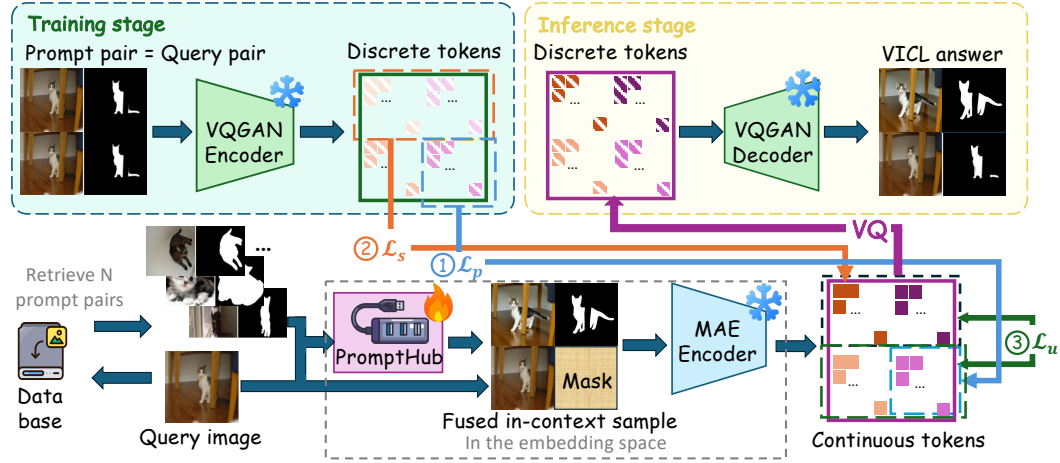 Training stage
Prompt pair = Query pair
Discrete tokens
VQGAN
Encoder
...
...
...
...
Inference stage
Discrete tokens
VICL answer
VQGAN
Decoder
...
...
...
...
② ℒs
① ℒp
VQ
Retrieve N
prompt pairs
...
Data
base
Query image
PromptHub
Mask
Fused in-context sample
In the embedding space
MAE
Encoder
...
...
...
...
③ ℒu
Continuous tokens